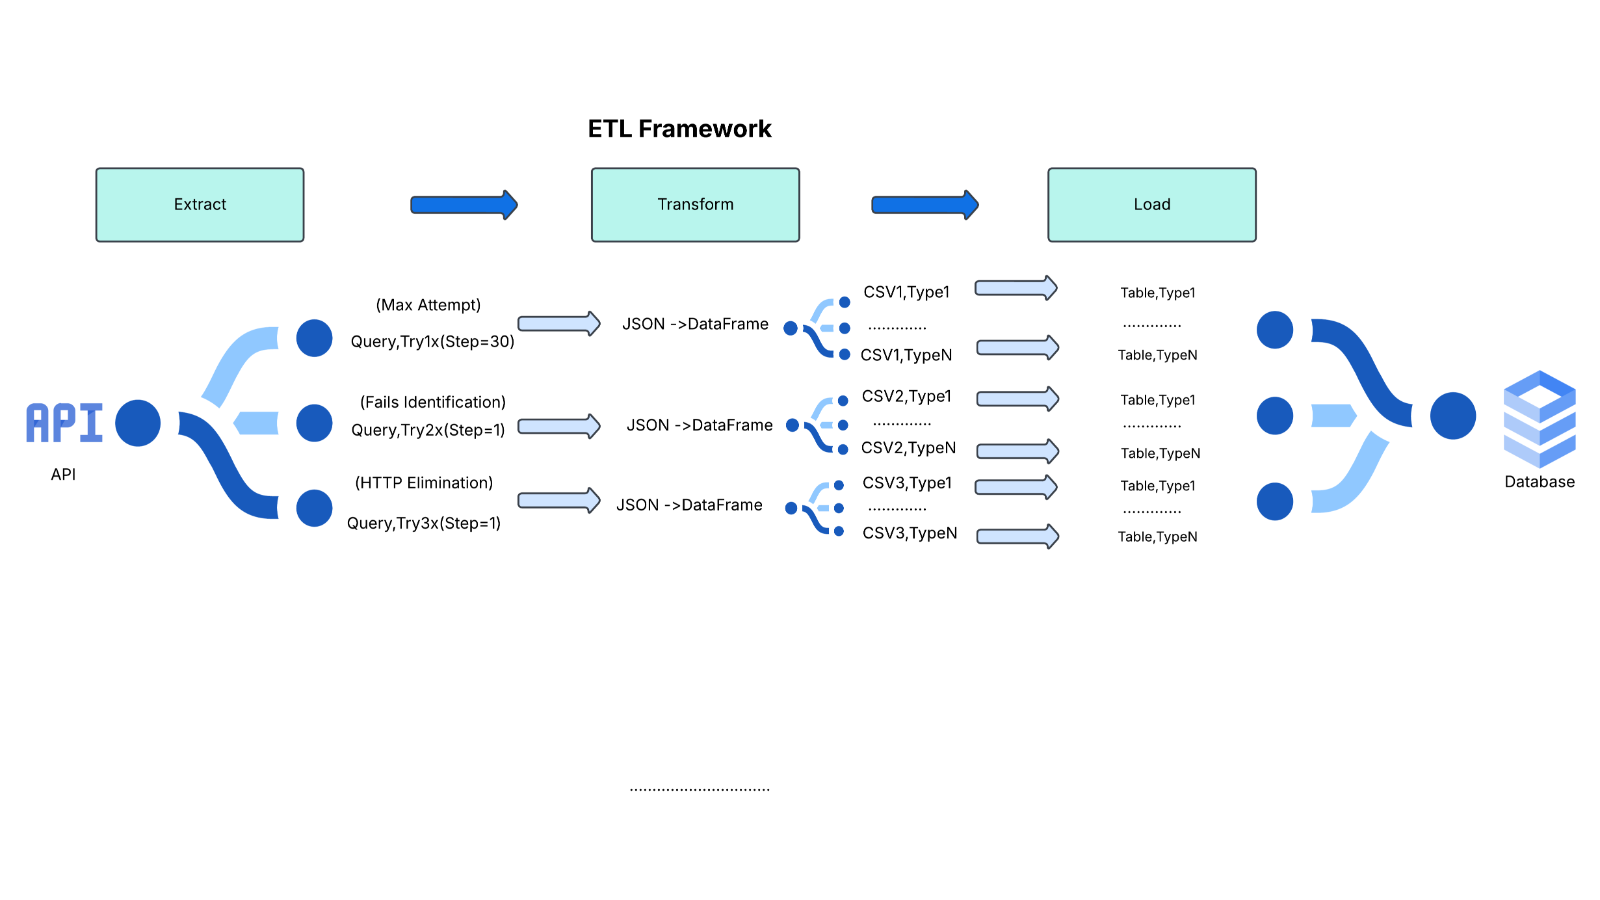 ETL Framework
Extract
Transform
Load
(Max Attempt)
Query,Try1x(Step=30)
JSON ->DataFrame
CSV1,Type1
.............
CSV1,TypeN
Table,Type1
.............
Table,TypeN
(Fails Identification)
Query,Try2x(Step=1)
JSON ->DataFrame
CSV2,Type1
.............
CSV2,TypeN
Table,Type1
.............
Table,TypeN
(HTTP Elimination)
Query,Try3x(Step=1)
JSON ->DataFrame
CSV3,Type1
.............
CSV3,TypeN
Table,Type1
.............
Table,TypeN
API
API
Database
...............................